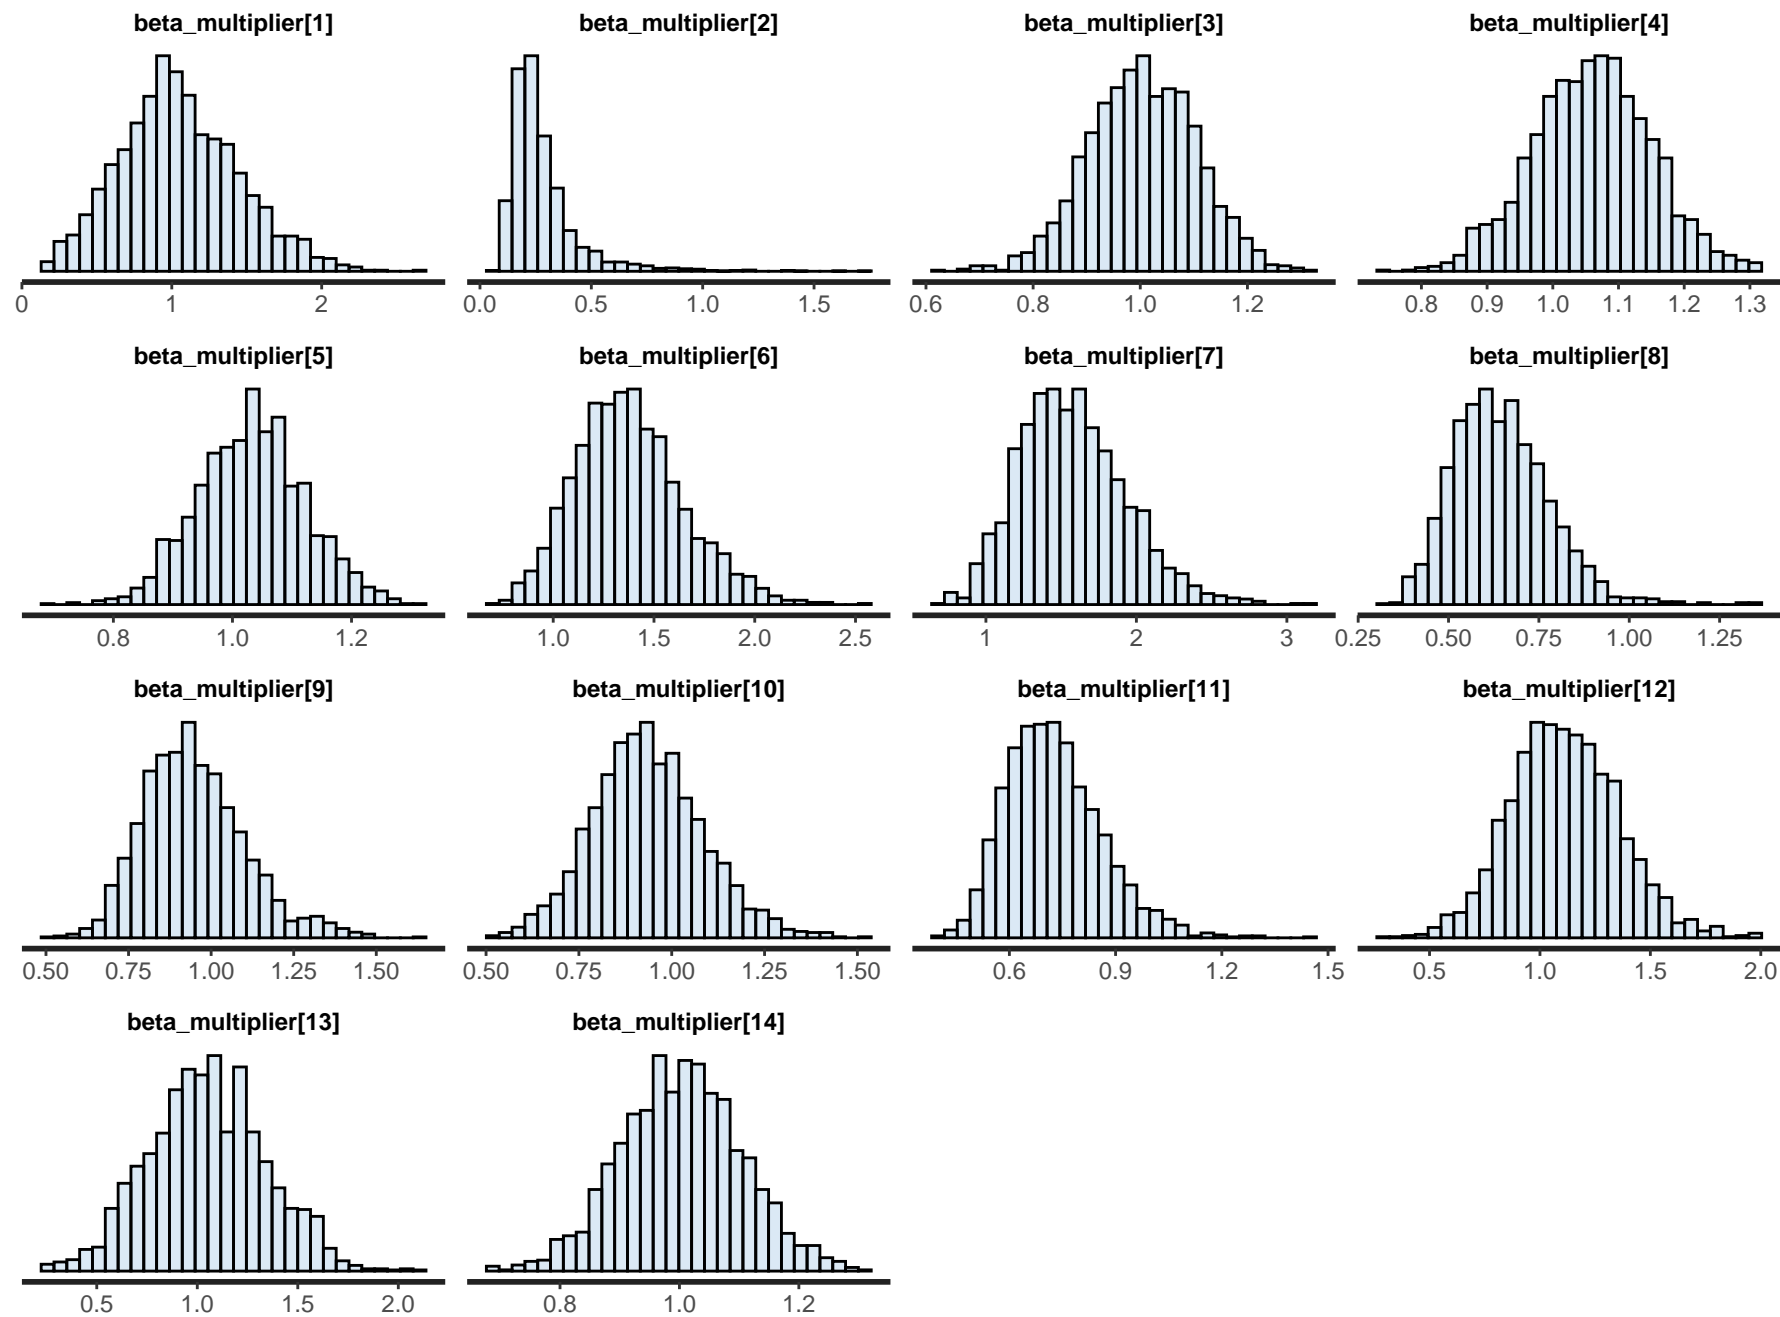 beta_multiplier[1] beta_multiplier[2] beta_multiplier[3] beta_multiplier[4]
0 1 2 0.0 0.5 1.0 1.5 0.6 0.8 1.0 1.2 0.8 0.9 1.0 1.1 1.2 1.3
beta_multiplier[5] beta_multiplier[6] beta_multiplier[7] beta_multiplier[8]
0.8 1.0 1.2 1.0 1.5 2.0 2.5 1 2 3 0.25 0.50 0.75 1.00 1.25
beta_multiplier[9] beta_multiplier[10] beta_multiplier[11] beta_multiplier[12]
0.50 0.75 1.00 1.25 1.50 0.50 0.75 1.00 1.25 1.50 0.6 0.9 1.2 1.5 0.5 1.0 1.5 2.0
beta_multiplier[13] beta_multiplier[14]
0.5 1.0 1.5 2.0 0.8 1.0 1.2